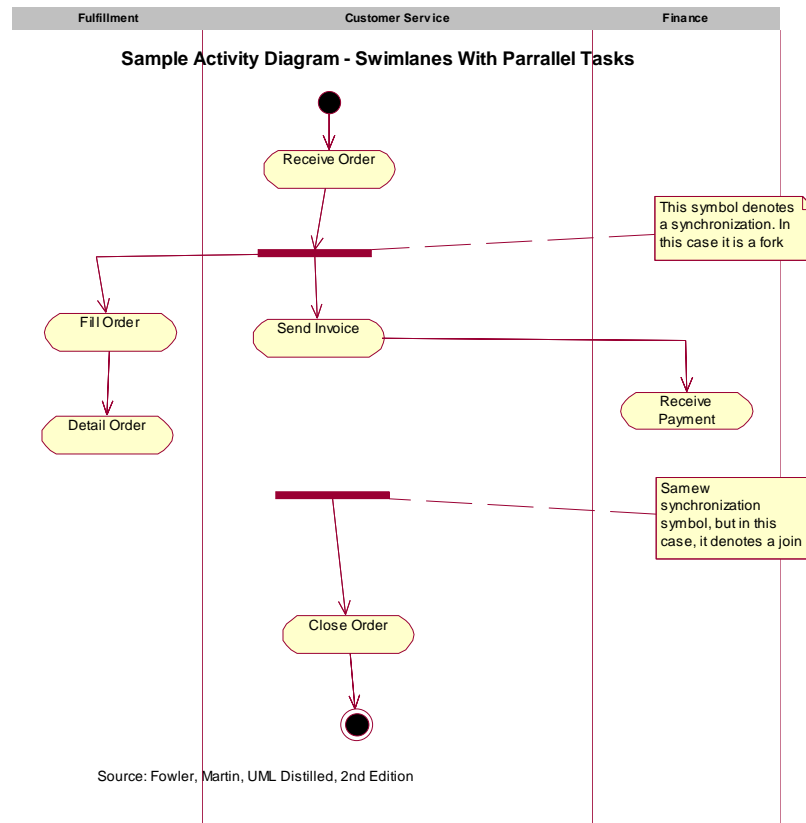 Fulfillment
Customer Service
Finance
Sample Activity Diagram - Swimlanes With Parrallel Tasks
Receive Order
This symbol denotes
a synchronization. In
this case it is a fork
Fill Order
Send Invoice
Receive
Payment
Detail Order
Samew
synchronization
symbol, but in this
case, it denotes a join
Close Order
Source: Fowler, Martin, UML Distilled, 2nd Edition